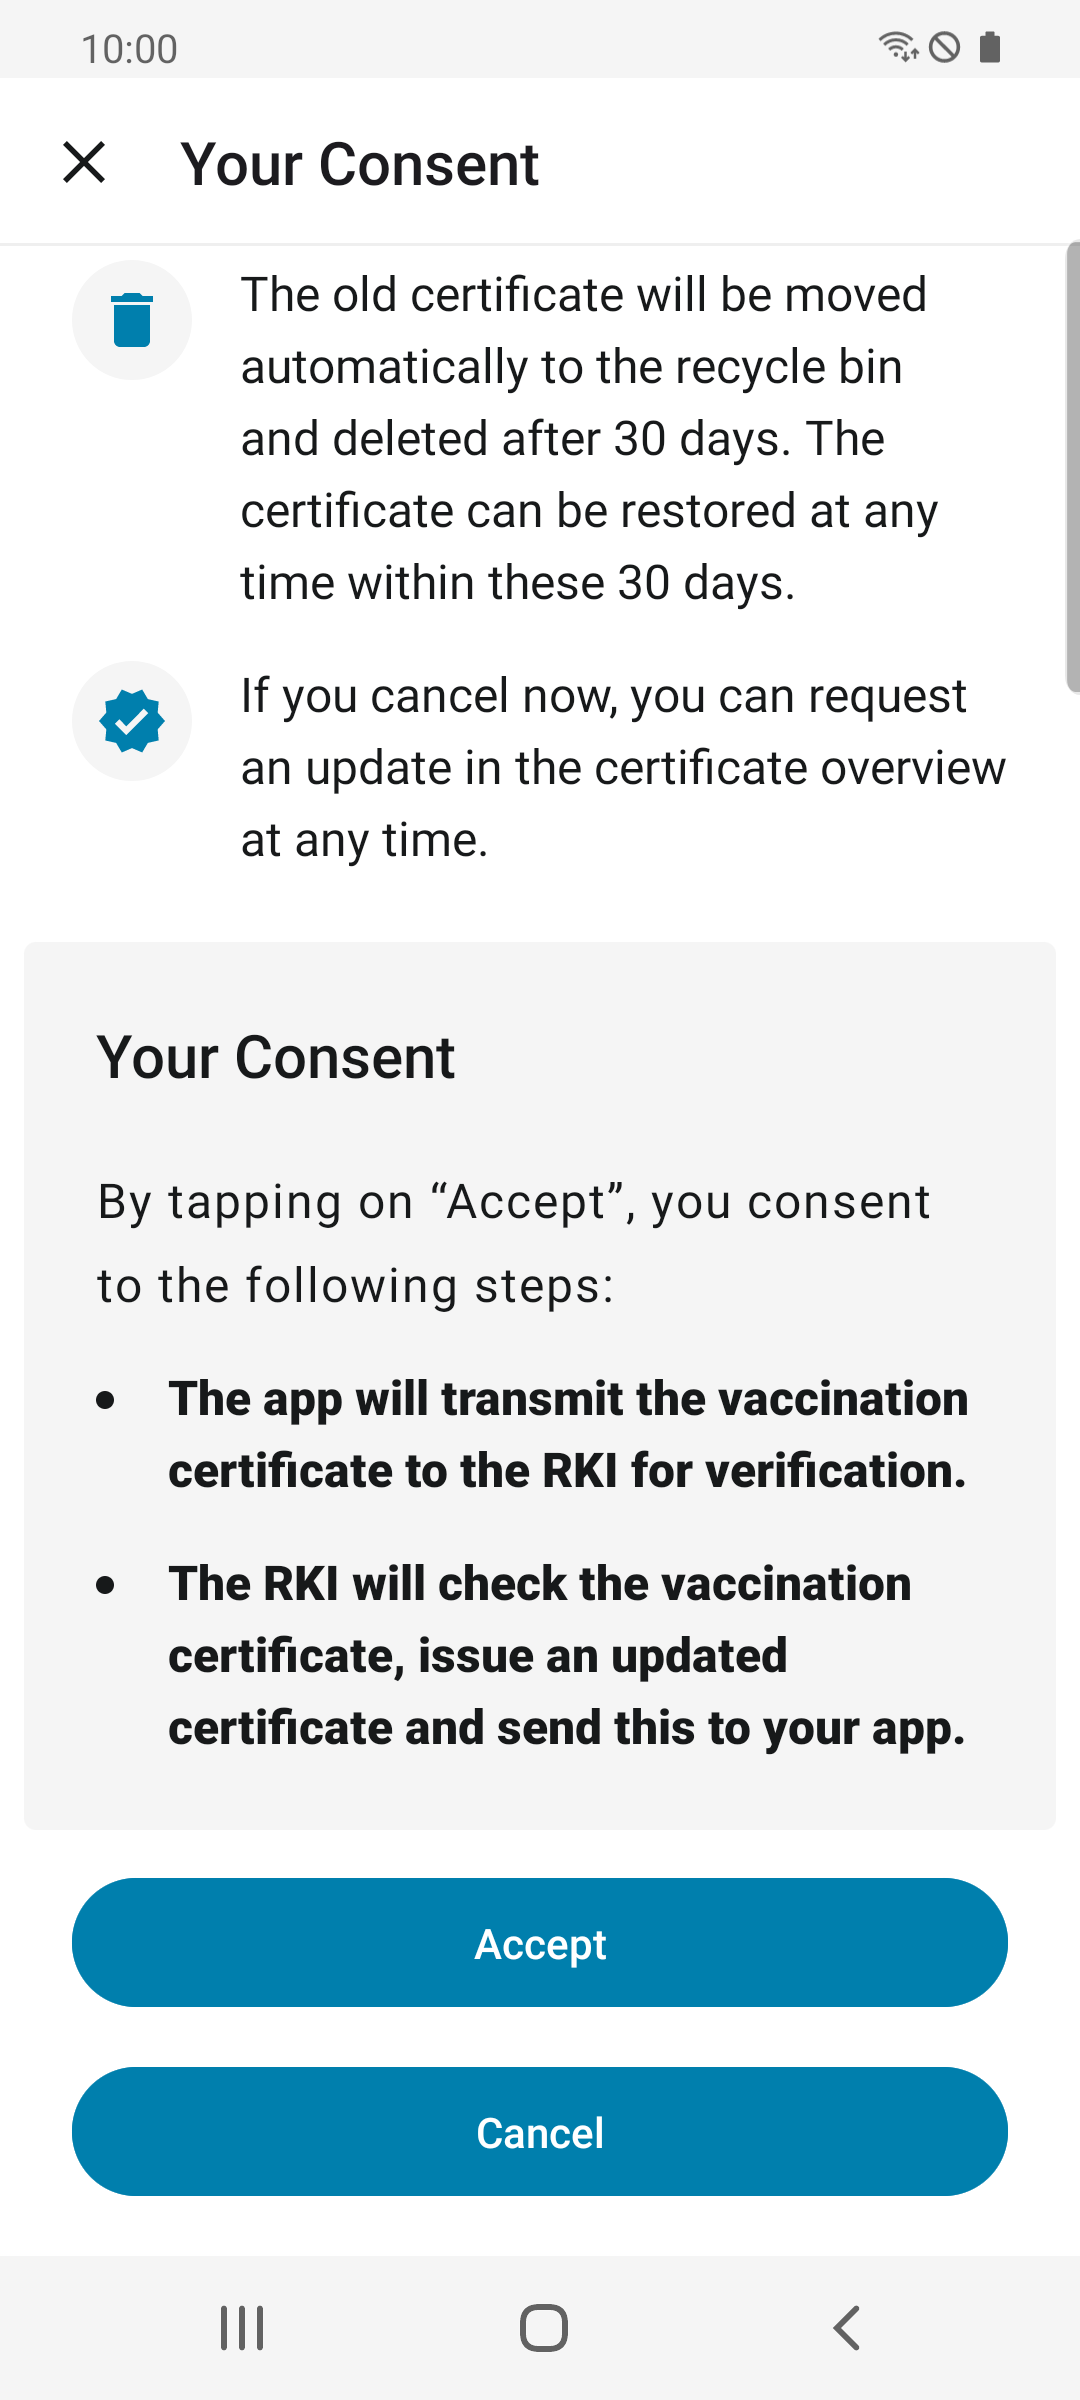 10:00
Your Consent
The old certificate will be moved
automatically to the recycle bin
and deleted after 30 days. The
certificate can be restored at any
time within these 30 days.
If you cancel now, you can request
an update in the certificate overview
at any time.
Your Consent
By tapping on “Accept”, you consent
to the following steps:
• The app will transmit the vaccination
certificate to the RKI for verification.
• The RKI will check the vaccination
certificate, issue an updated
certificate and send this to your app.
Accept
Cancel